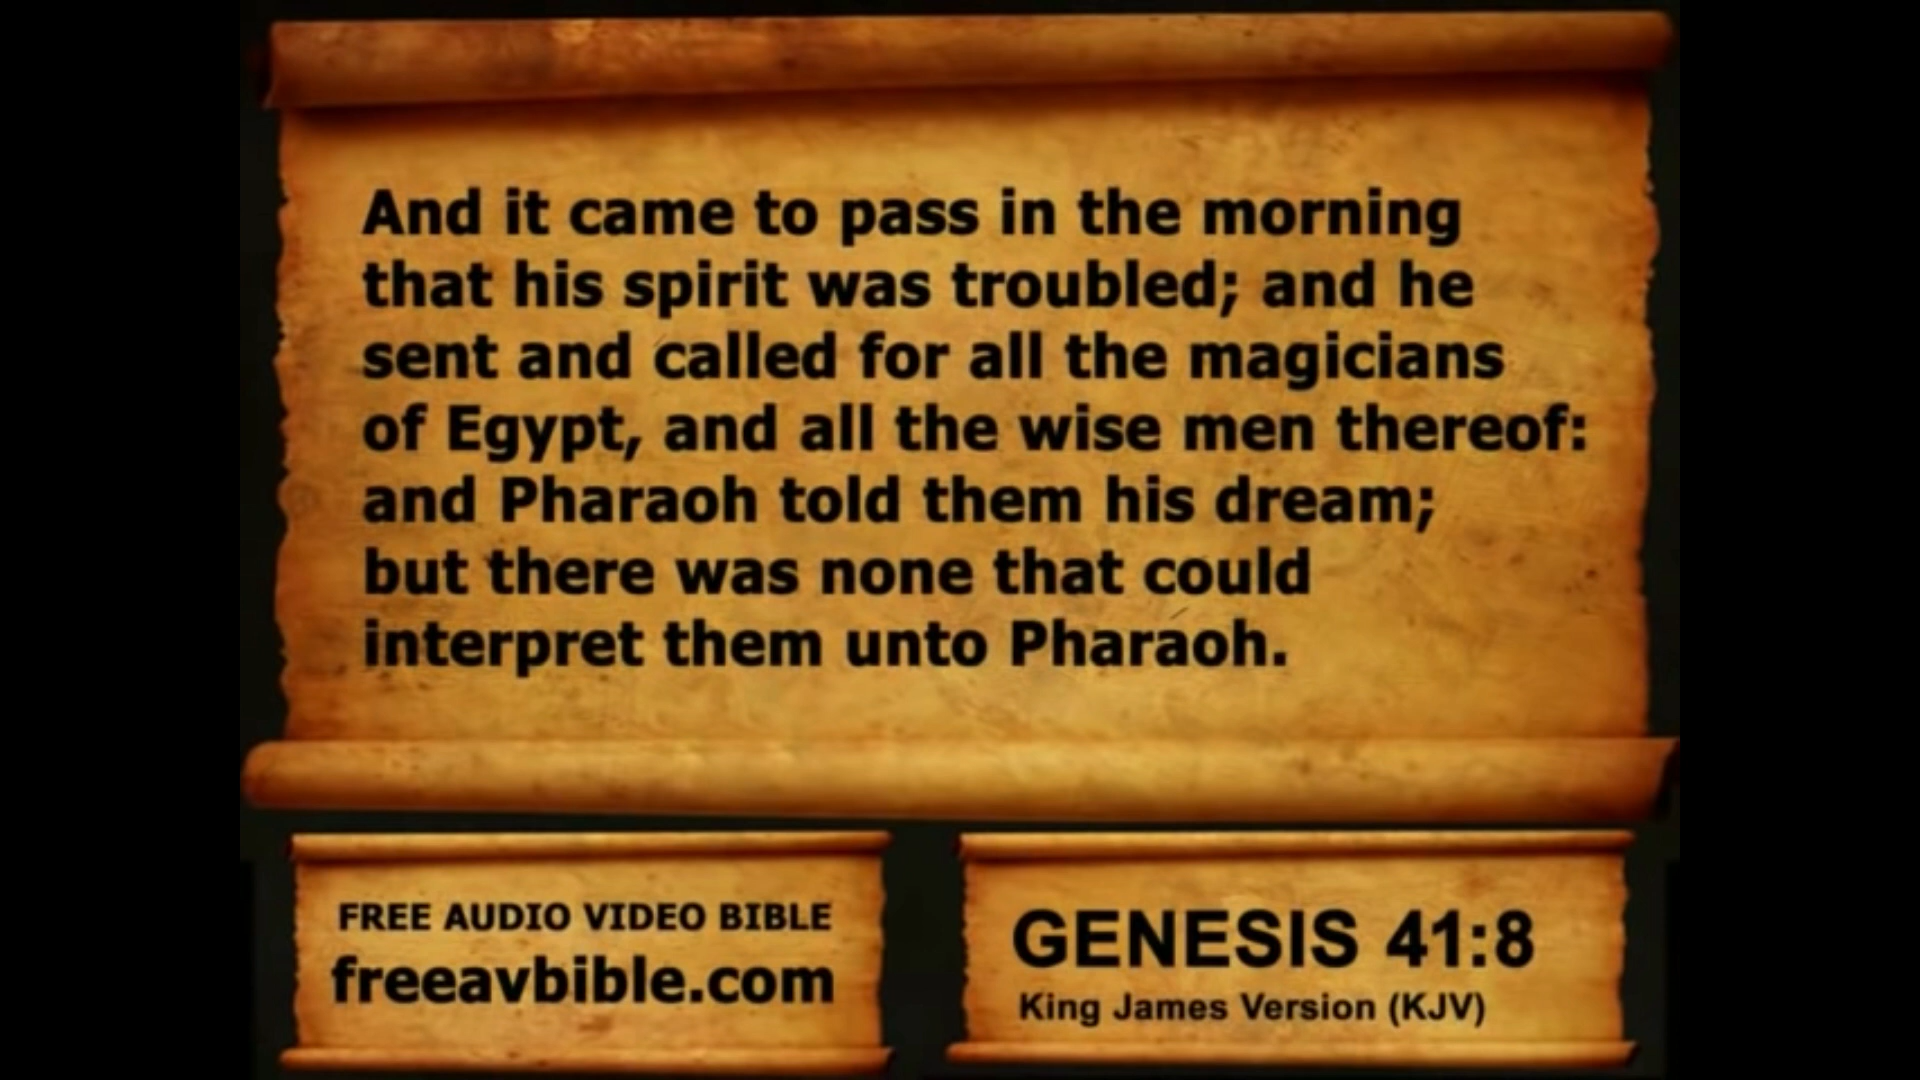 And it came to pass in the morning
that his spirit was troubled; and he
sent and called for all the magicians
of Egypt, and all the wise men thereof:
and Pharaoh told them his dream;
but there was none that could
interpret them unto Pharaoh.
FREE AUDIO VIDEO BIBLE
freeavbible.com
GENESIS 41:8
King James Version (KJV)